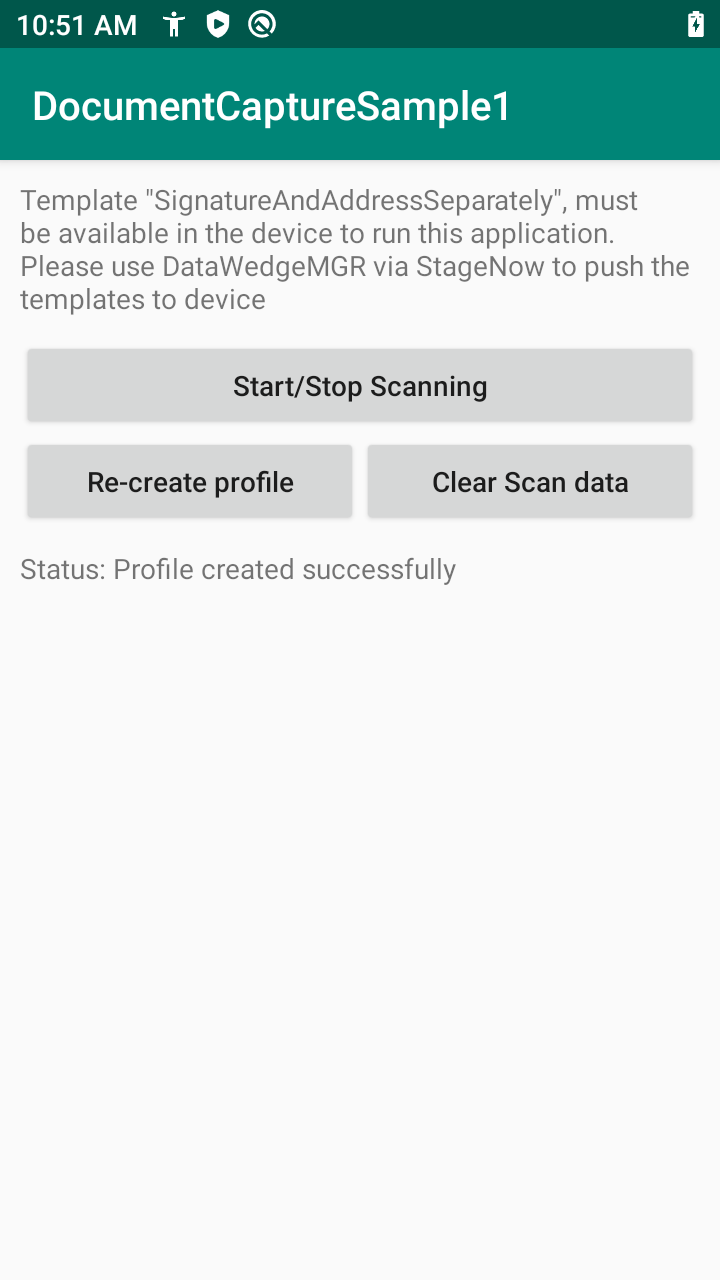 10:51 AM
DocumentCaptureSample1
Template "SignatureAndAddressSeparately", must
be available in the device to run this application.
Please use DataWedgeMGR via StageNow to push the
templates to device
Start/Stop Scanning
Re-create profile
Clear Scan data
Status: Profile created successfully